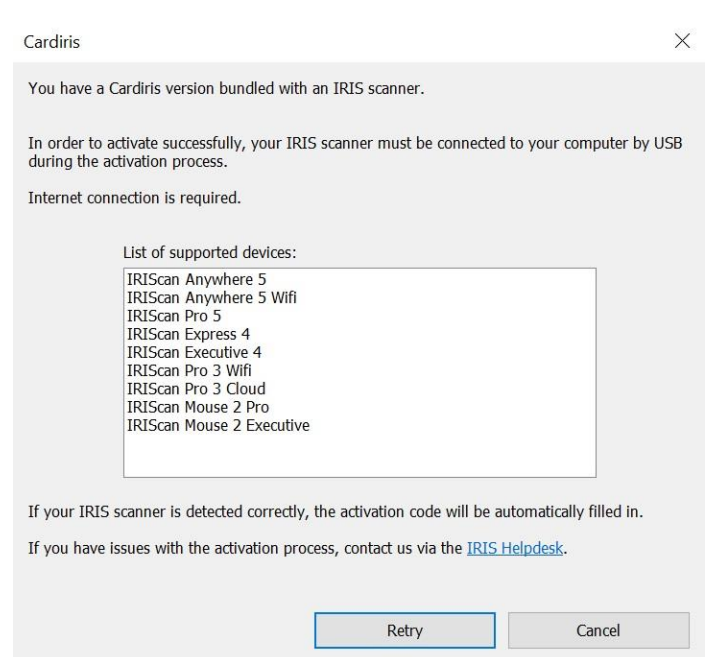 Cardiris
You have a Cardiris version bundled with an IRIS scanner.
In order to activate successfully, your IRIS scanner must be connected to your computer by USB
during the activation process.
Internet connection is required.
List of supported devices:
IRIScan Anywhere 5
IRIScan Anywhere 5 Wifi
IRIScan Pro 5
IRIScan Express 4
IRIScan Executive 4
IRIScan Pro 3 Wifi
IRIScan Pro 3 Cloud
IRIScan Mouse 2 Pro
IRIScan Mouse 2 Executive
If your IRIS scanner is detected correctly, the activation code will be automatically filled in.
If you have issues with the activation process, contact us via the IRIS Helpdesk.
Retry
Cancel